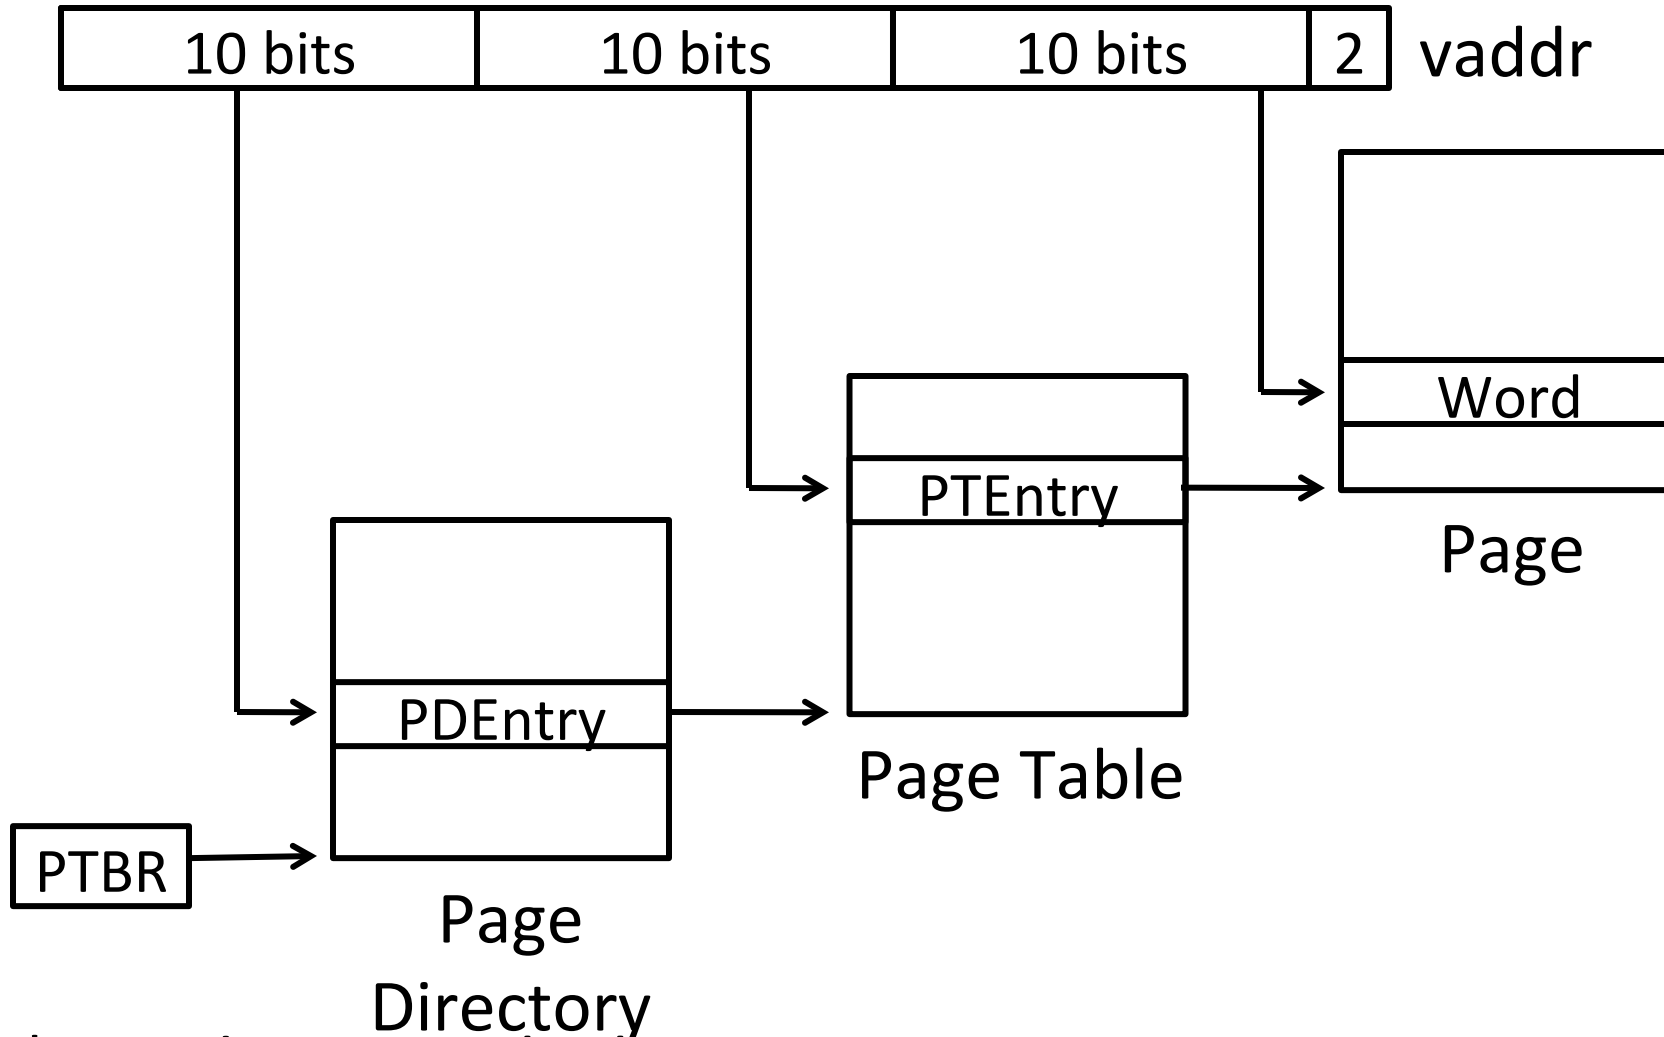 10 bits 10 bits 10 bits 2 vaddr
Word
PTEntry
Page
PDEntry
Page Table
PTBR
Page
Directory